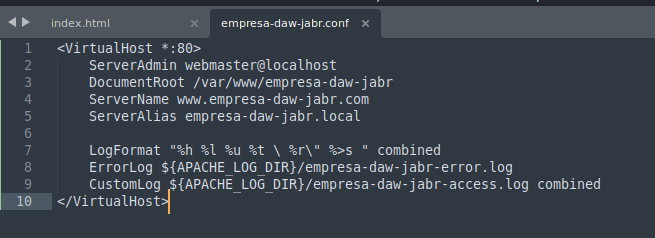 index.html × empresa-daw-jabr.conf ×
1 <VirtualHost *:80>
2 ServerAdmin webmaster@localhost
3 DocumentRoot /var/www/empresa-daw-jabr
4 ServerName www.empresa-daw-jabr.com
5 ServerAlias empresa-daw-jabr.local
6
7 LogFormat "%h %l %u %t \ %r\" %>s " combined
8 ErrorLog ${APACHE_LOG_DIR}/empresa-daw-jabr-error.log
9 CustomLog ${APACHE_LOG_DIR}/empresa-daw-jabr-access.log combined
10 </VirtualHost>